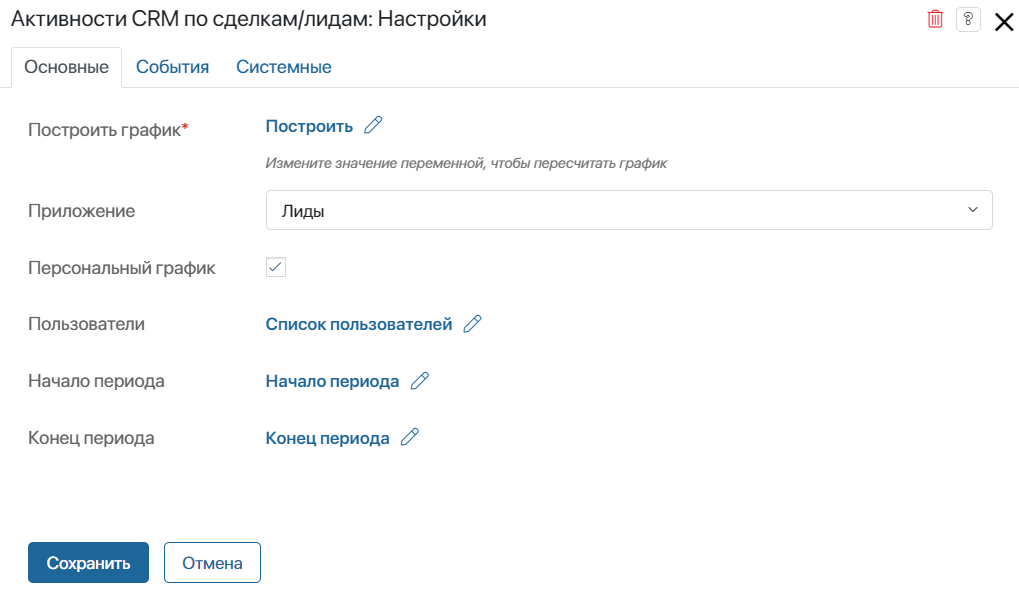 Активности CRM по сделкам/лидам: Настройки
?
Основные События Системные
Построить график* Построить
Измените значение переменной, чтобы пересчитать график
Приложение Лиды
Персональный график
Пользователи Список пользователей
Начало периода Начало периода
Конец периода Конец периода
Сохранить Отмена